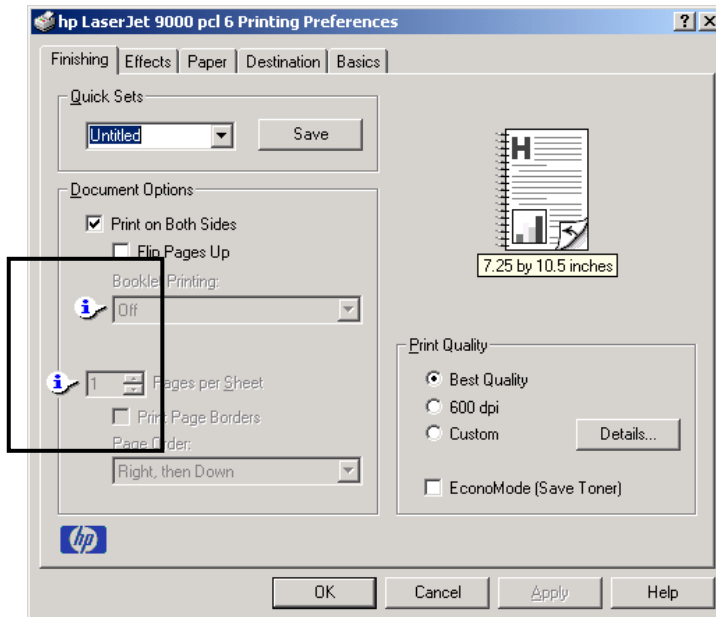 hp LaserJet 9000 pcl 6 Printing Preferences
Finishing Effects Paper Destination Basics
Quick Sets
Untitled Save
Document Options
Print on Both Sides
Flip Pages Up
Booklet Printing:
Off
1 Pages per Sheet
Print Page Borders
Page Order:
Right, then Down
H
7.25 by 10.5 inches
Print Quality
Best Quality
600 dpi
Custom Details...
EconoMode (Save Toner)
hp
OK Cancel Apply Help